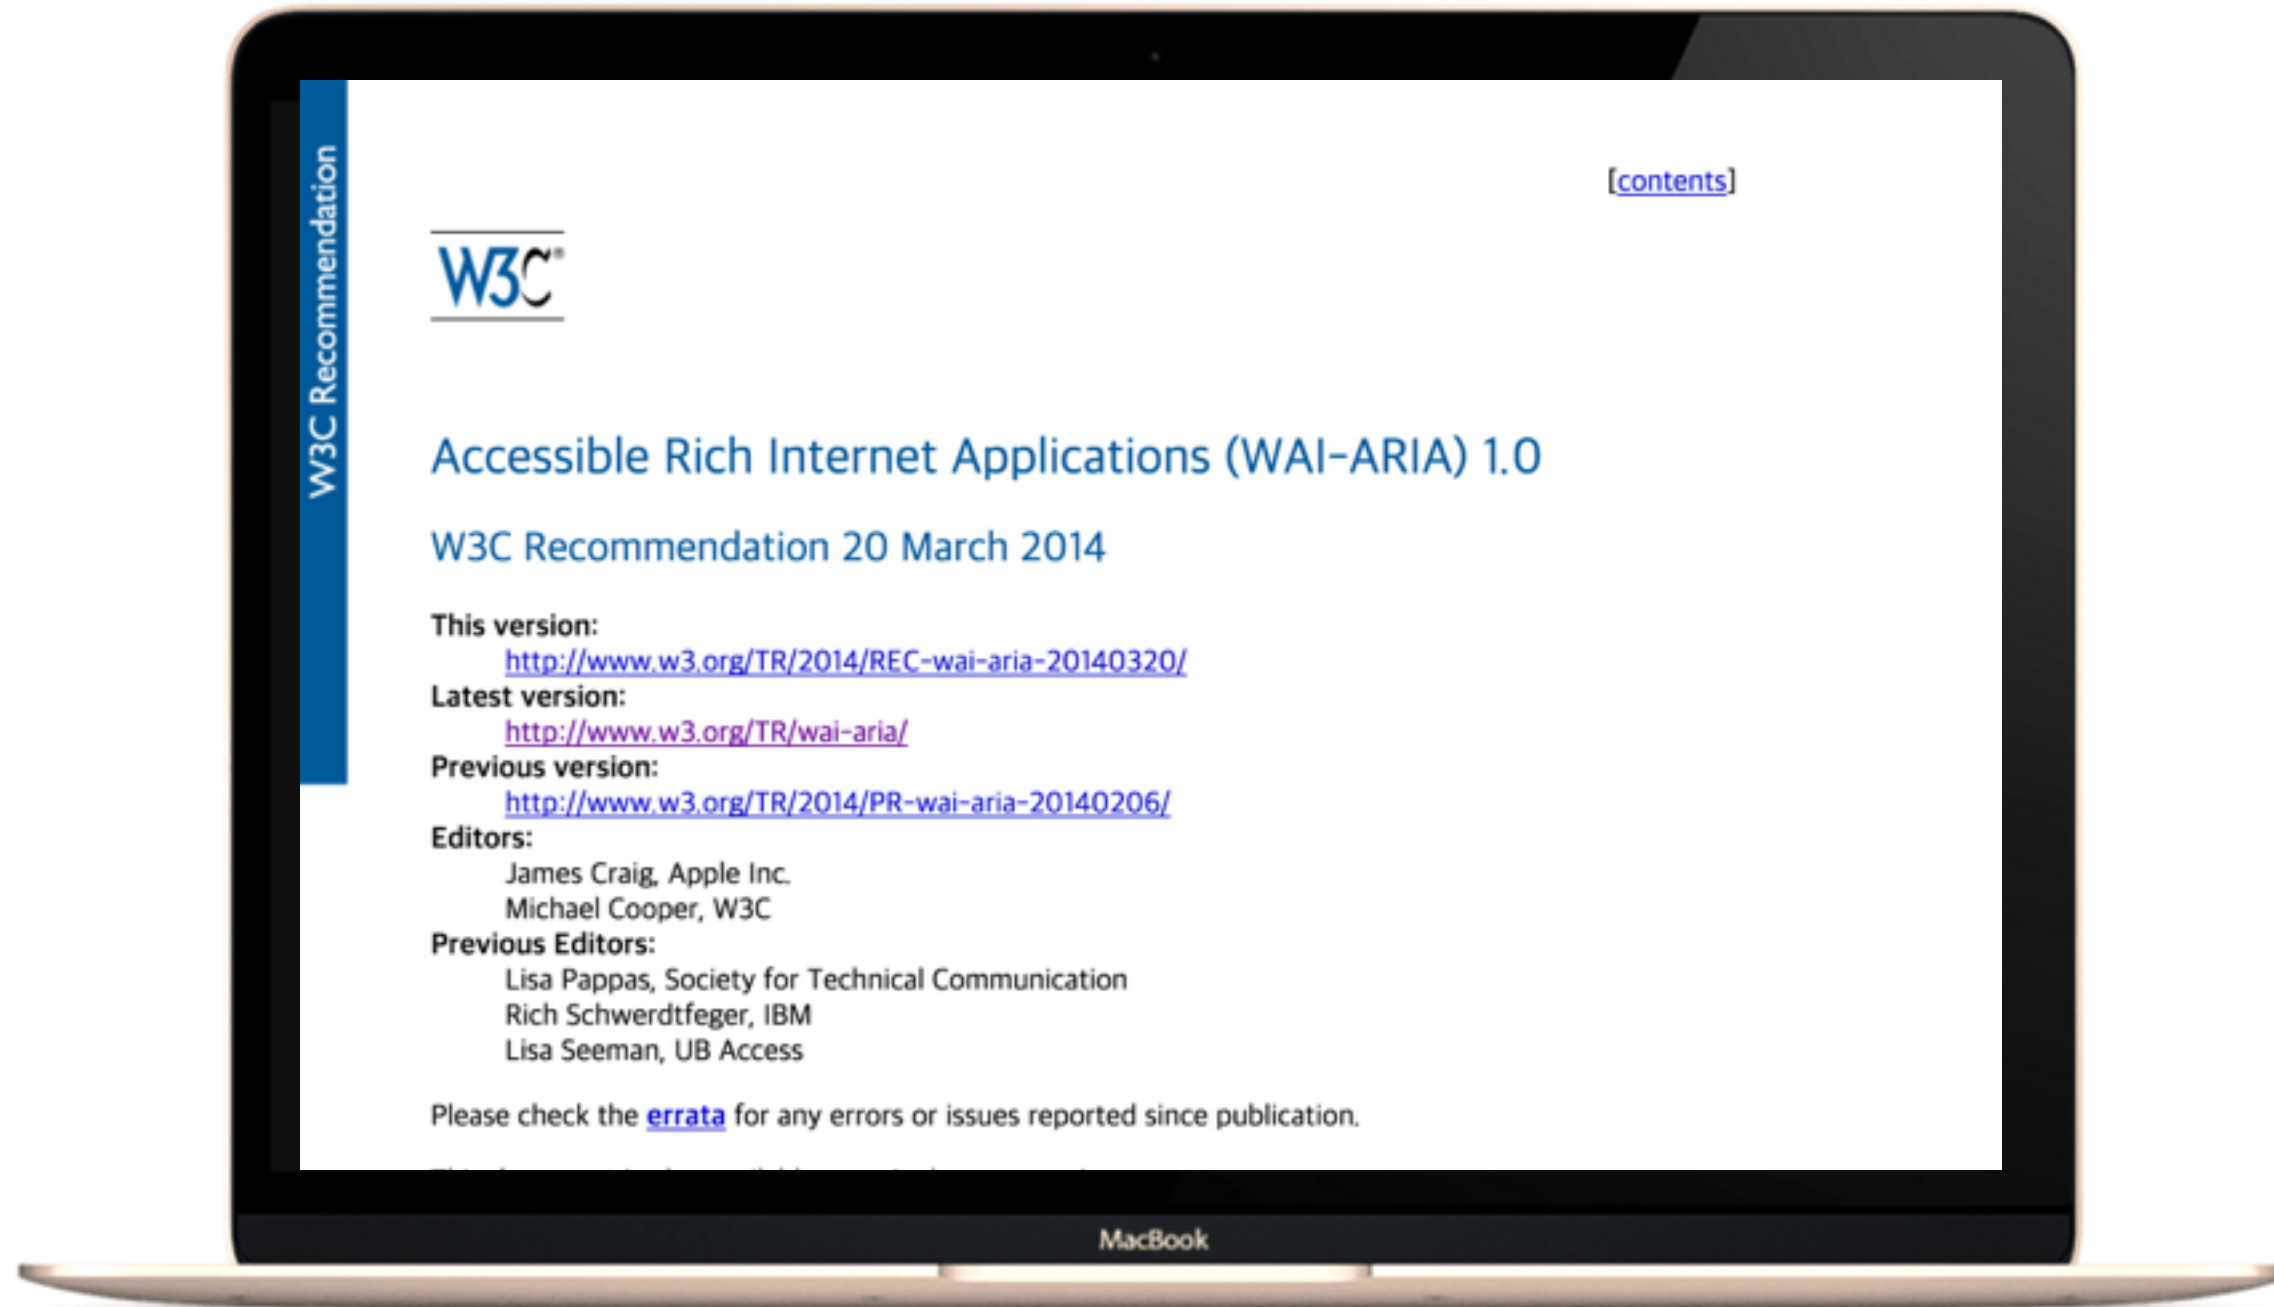 W3C Recommendation
[contents]
W3C®
Accessible Rich Internet Applications (WAI-ARIA) 1.0
W3C Recommendation 20 March 2014
This version:
http://www.w3.org/TR/2014/REC-wai-aria-20140320/
Latest version:
http://www.w3.org/TR/wai-aria/
Previous version:
http://www.w3.org/TR/2014/PR-wai-aria-20140206/
Editors:
James Craig, Apple Inc.
Michael Cooper, W3C
Previous Editors:
Lisa Pappas, Society for Technical Communication
Rich Schwerdtfeger, IBM
Lisa Seeman, UB Access
Please check the errata for any errors or issues reported since publication.
MacBook